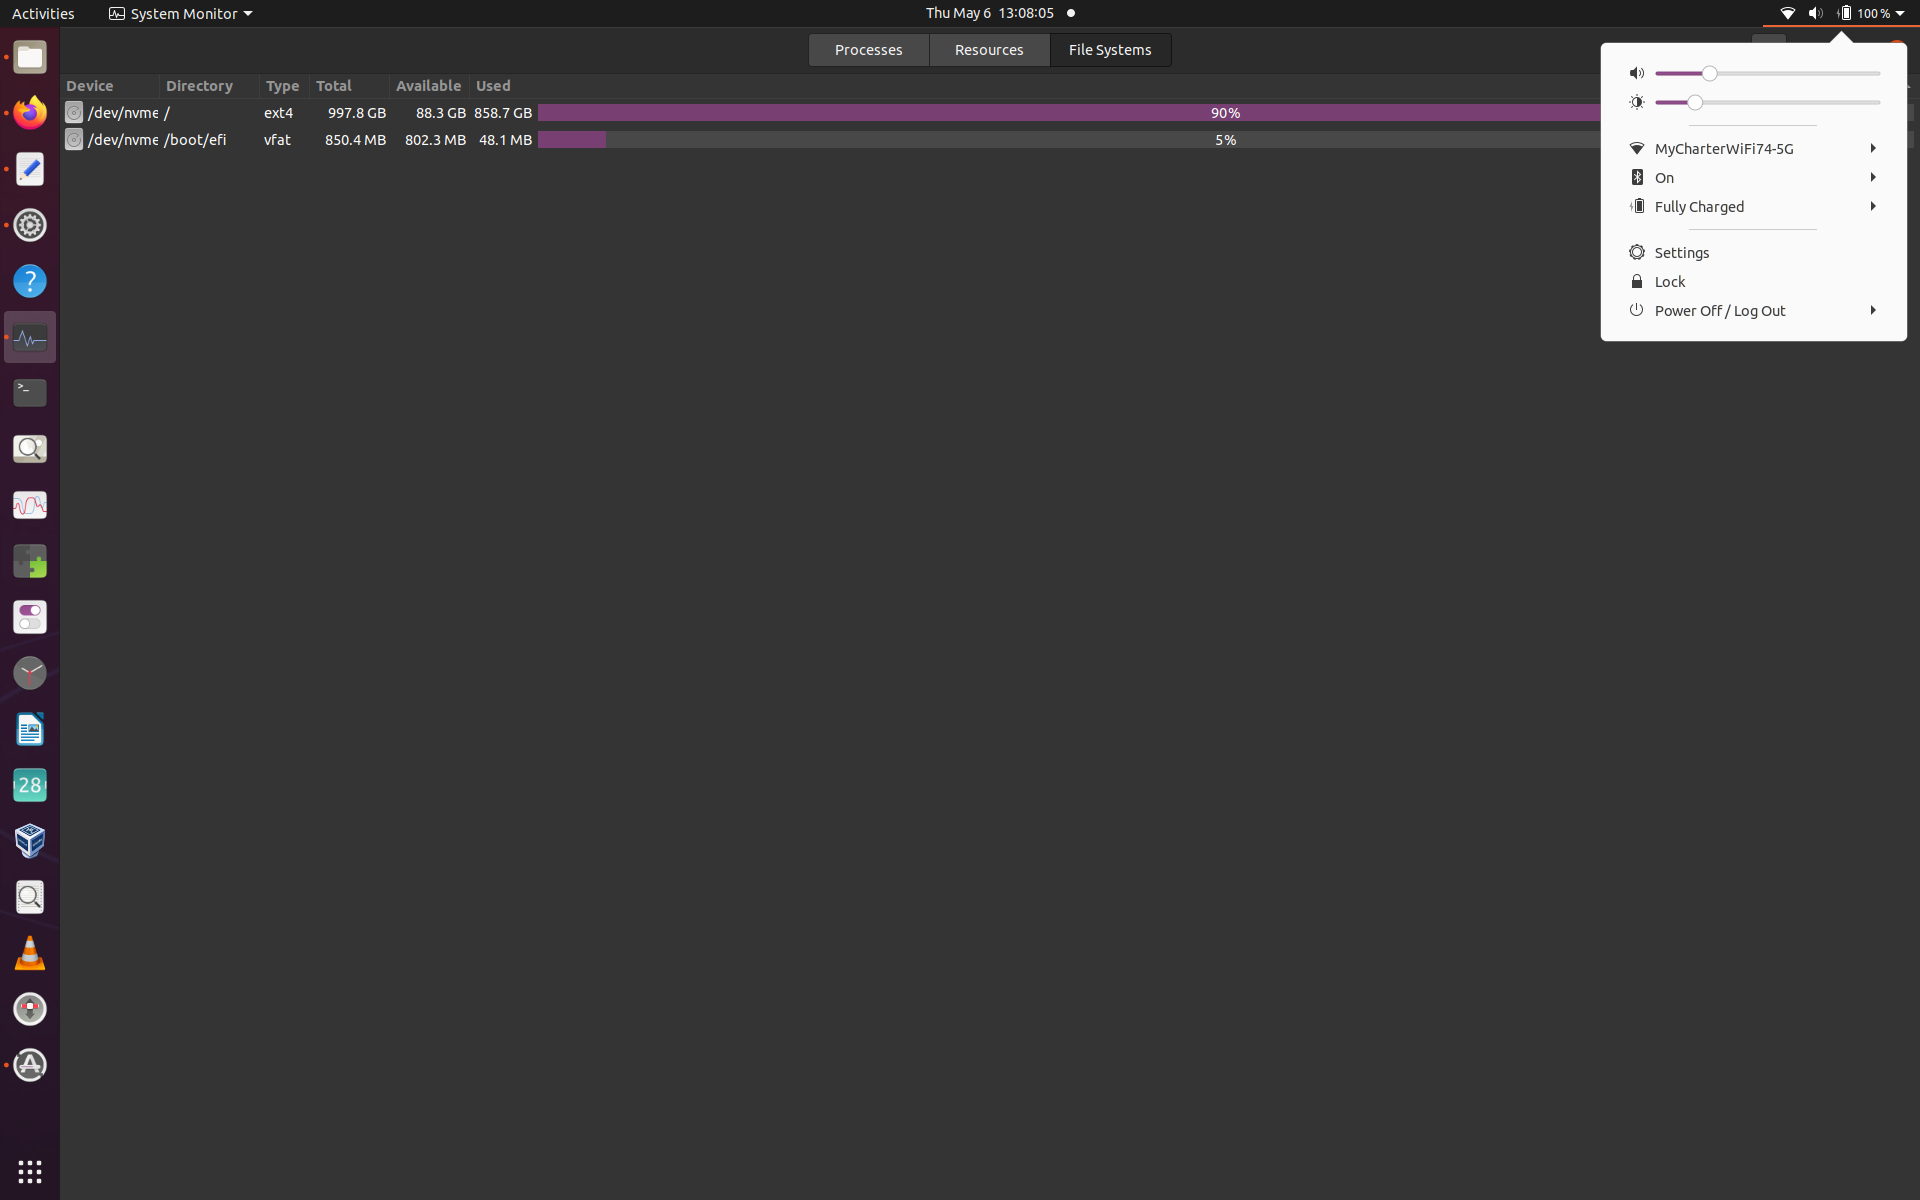 Activities
System Monitor
Thu May 6 13:08:05
100 %
Processes
Resources
File Systems
Device Directory Type Total Available Used
/dev/nvme / ext4 997.8 GB 88.3 GB 858.7 GB 90%
/dev/nvme /boot/efi vfat 850.4 MB 802.3 MB 48.1 MB 5%
MyCharterWiFi74-5G
On
Fully Charged
Settings
Lock
Power Off / Log Out
?
>_
28